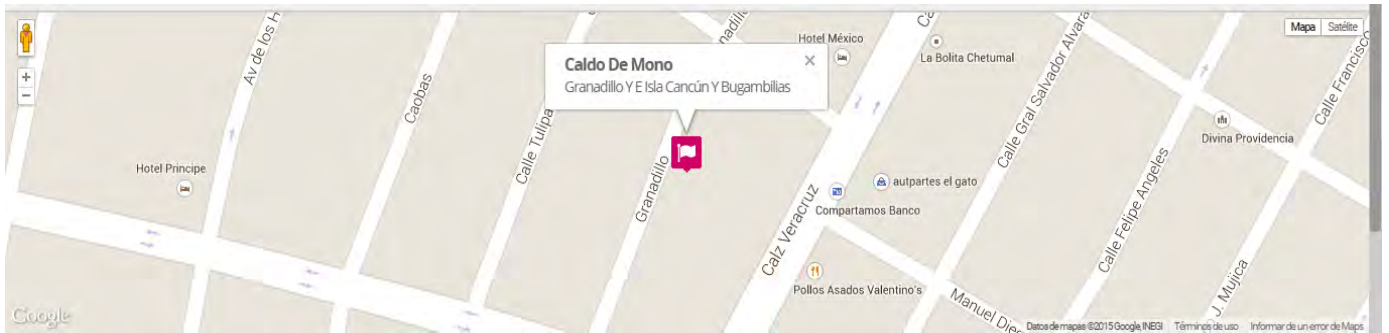 Mapa
Satélite
Hotel México
La Bolita Chetumal
Caldo De Mono
Granadillo Y E Isla Cancún Y Bugambilias
Av de los H
Caobas
Calle Tulipa
nadillo
Granadillo
Calle Gral Salvador Alvara
Calle Francisco
Divina Providencia
Hotel Principe
autpartes el gato
Compartamos Banco
Calz Veracruz
Calle Felipe Angeles
Pollos Asados Valentino's
Manuel Die
J. Mujica
Google
Datos de mapas ©2015 Google, INEGI
Términos de uso
Informar de un error de Maps